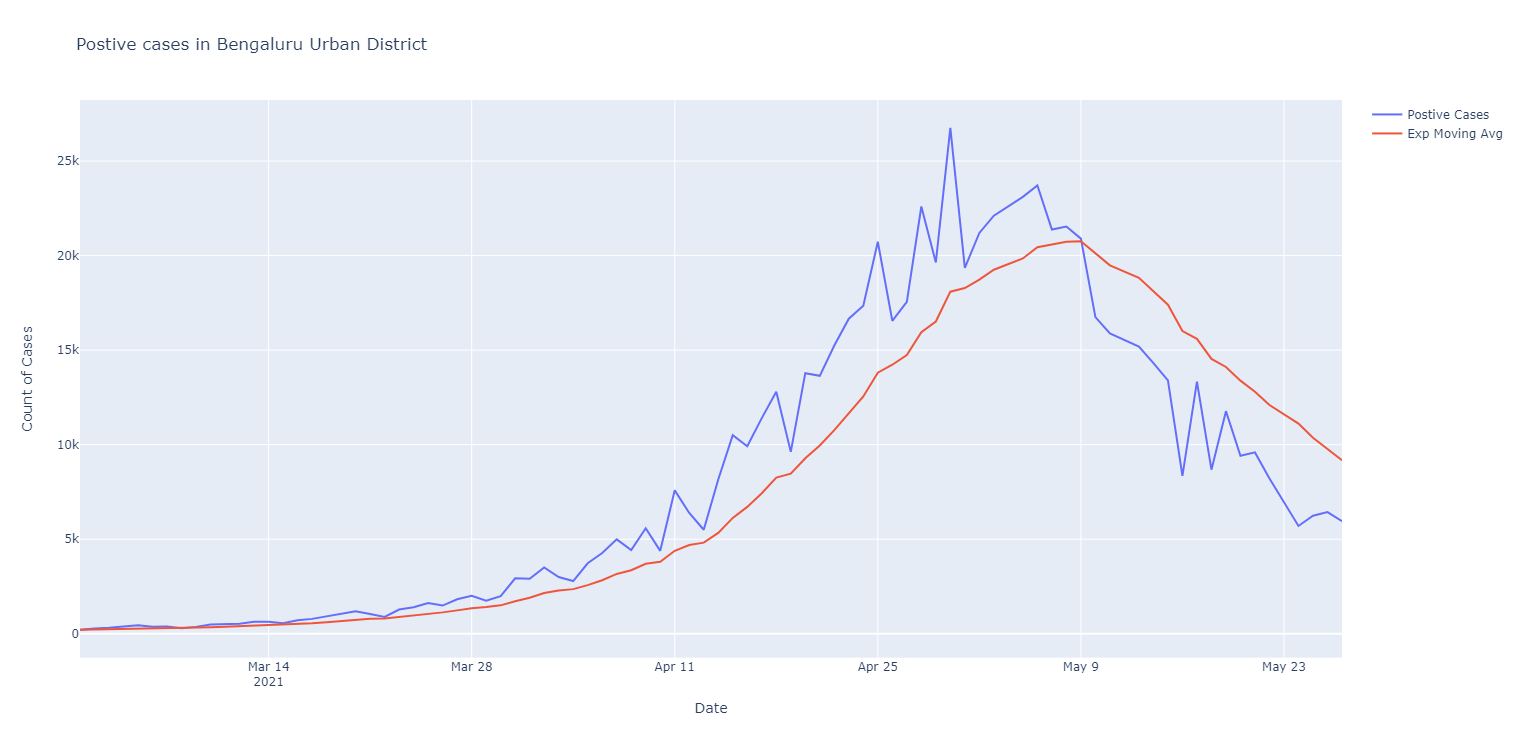 Postive cases in Bengaluru Urban District
Postive Cases
Exp Moving Avg
25k
20k
15k
10k
5k
0
Count of Cases
Mar 14
2021
Mar 28
Apr 11
Apr 25
May 9
May 23
Date